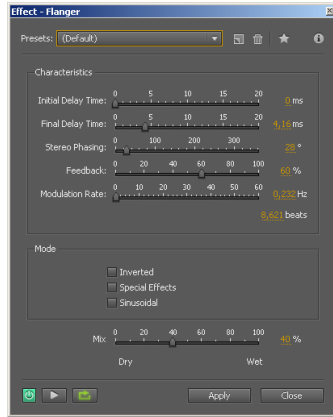 Effect - Flanger
Presets: (Default)
Characteristics
0 5 10 15 20
Initial Delay Time: 0 ms
0 5 10 15 20
Final Delay Time: 4,16 ms
0 100 200 300
Stereo Phasing: 28 °
0 20 40 60 80 100
Feedback: 60 %
0 10 20 30 40 50 60
Modulation Rate: 0,232 Hz
8,621 beats
Mode
Inverted
Special Effects
Sinusoidal
0 20 40 60 80 100
Mix 40 %
Dry Wet
Apply Close